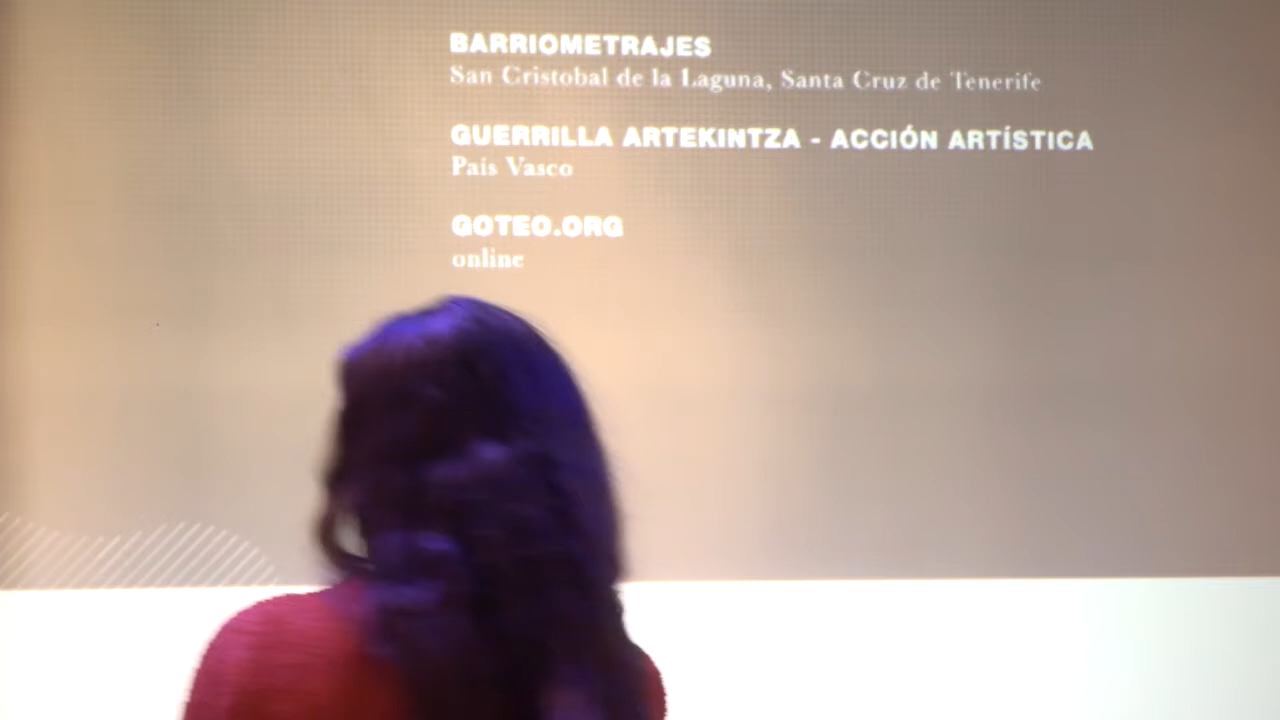 BARRIOMETRAJES
San Cristobal de la Laguna, Santa Cruz de Tenerife
GUERRILLA ARTEKINTZA - ACCIÓN ARTÍSTICA
País Vasco
GOTEO.ORG
online